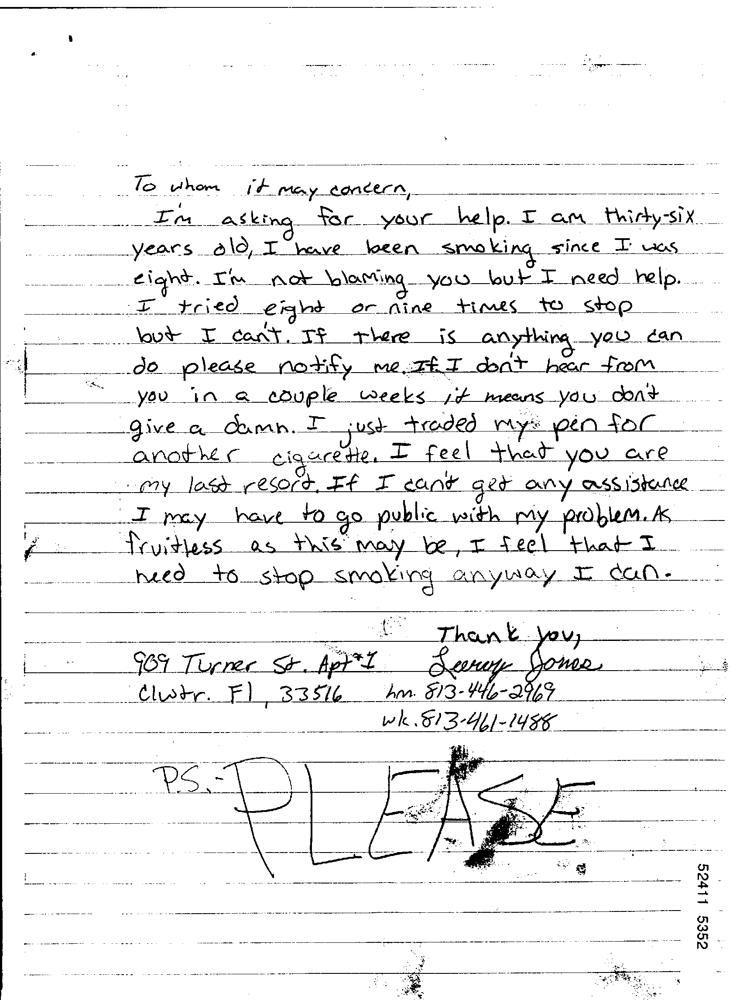 To whom it may concern,
I'm asking for your help. I am thirty-six
years old, I have been smoking since I was
eight. I'm not blaming you but I need help.
I tried eight or nine times to stop
but I can't. If there is anything you can
do please notify me. If I don't hear from
you in a couple weeks it means you don't
give a damn. I just traded my pen for
another cigarette. I feel that you are
my last resort. If I can't get any assistance
I may have to go public with my problem. As
fruitless as this may be, I feel that I
need to stop smoking anyway I can.
Thank you,
909 Turner St. Apt #1 Jones
Clwtr. Fl, 33516 hm. 813-446-2969
wk. 813-461-1488
P.S.- PLEASE
52411 5352